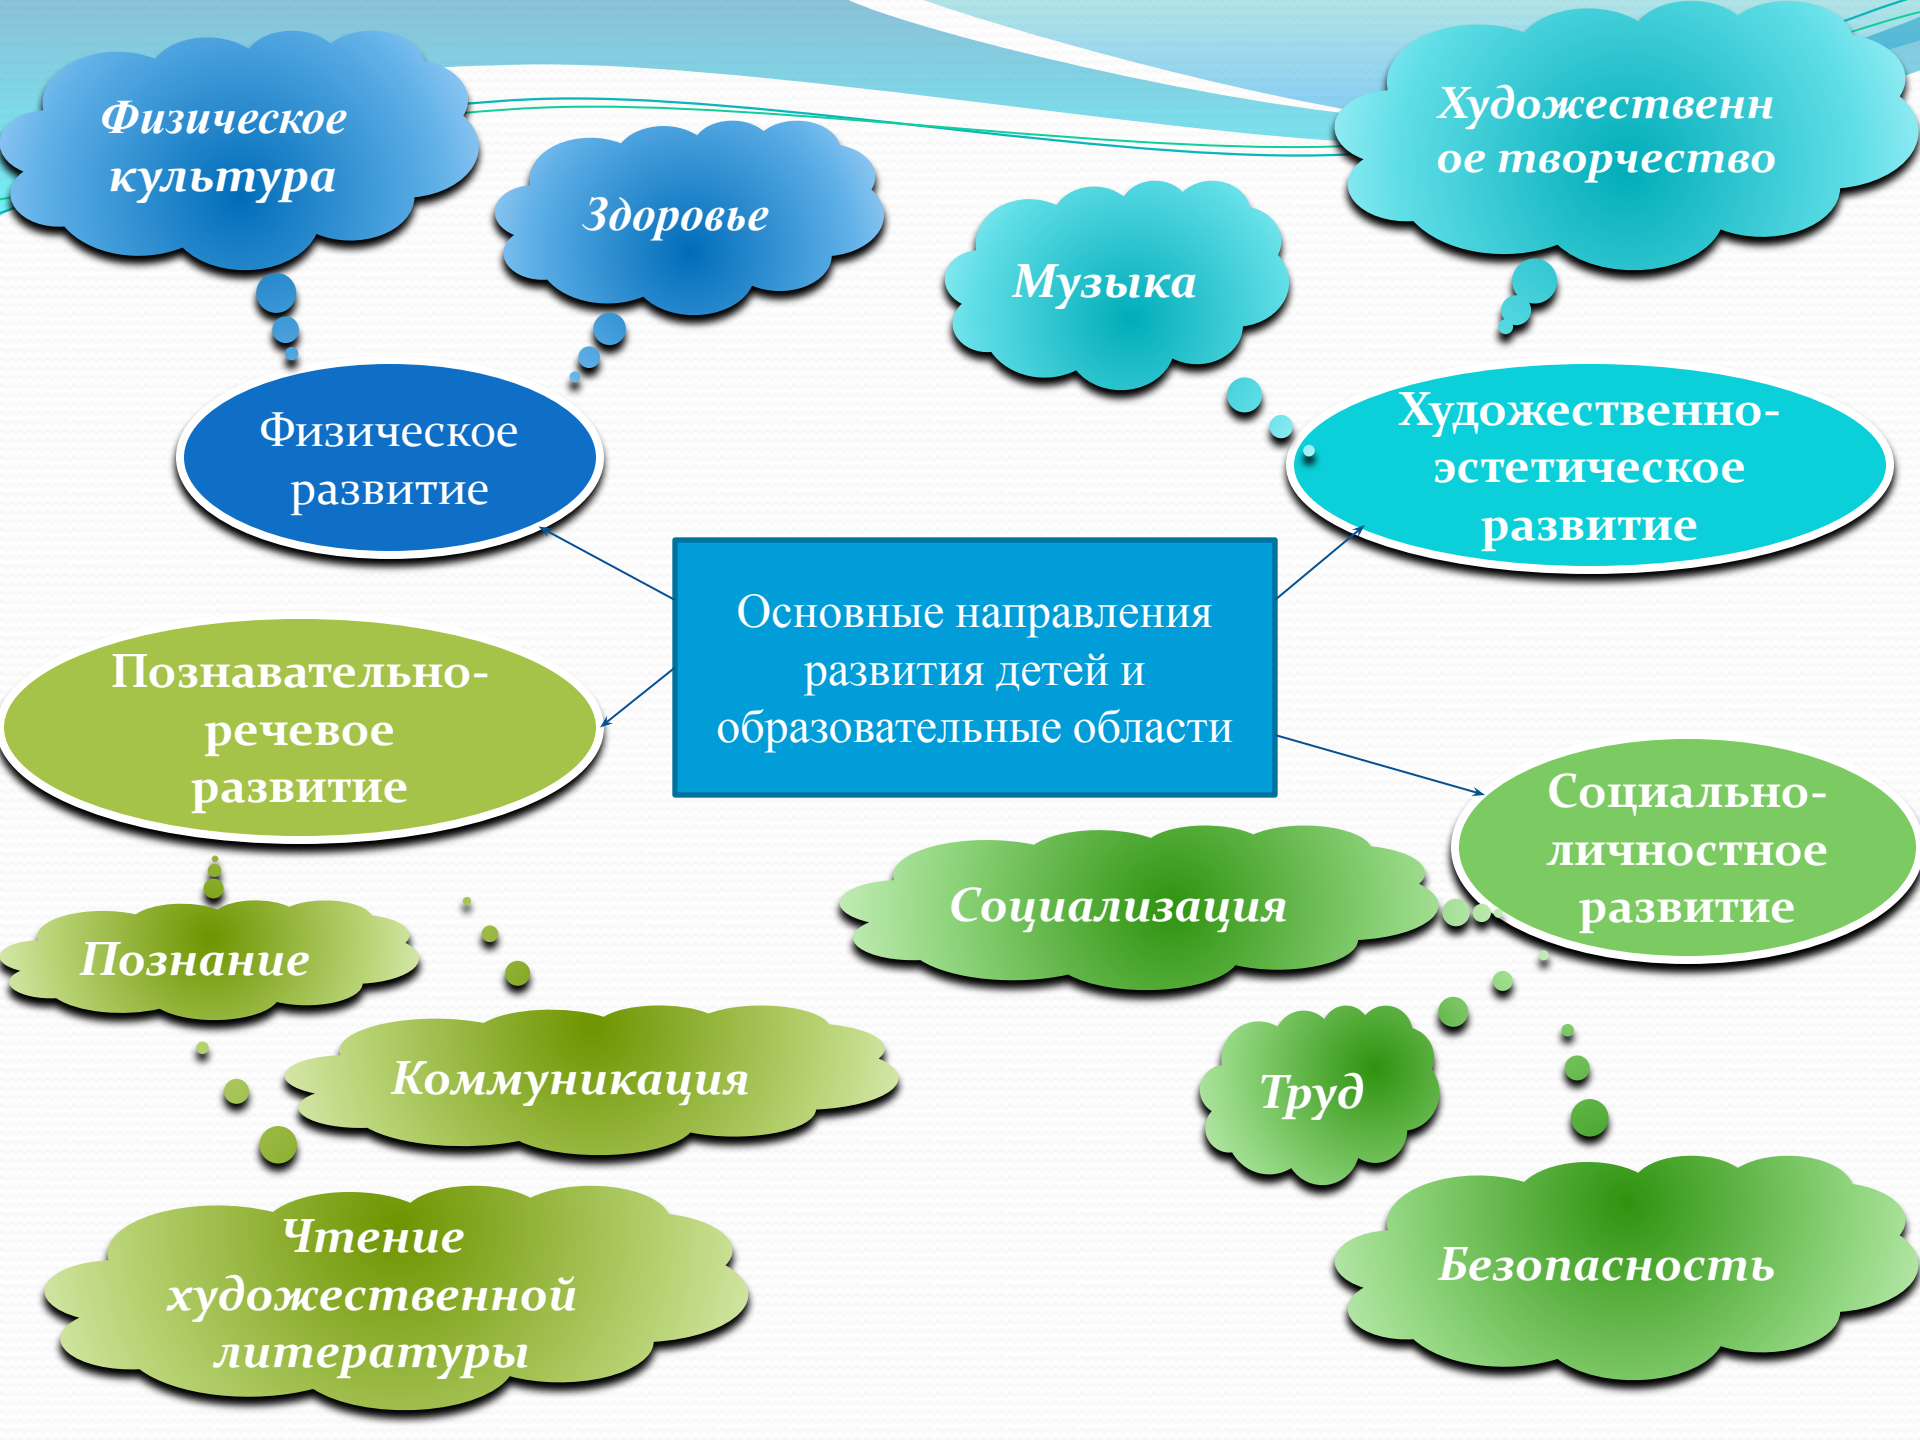 Физическое
культура
Здоровье
Музыка
Художественн
ое творчество
Физическое
развитие
Художественно-
эстетическое
развитие
Основные направления
развития детей и
образовательные области
Познавательно-
речевое
развитие
Социально-
личностное
развитие
Социализация
Познание
Коммуникация
Труд
Чтение
художественной
литературы
Безопасность